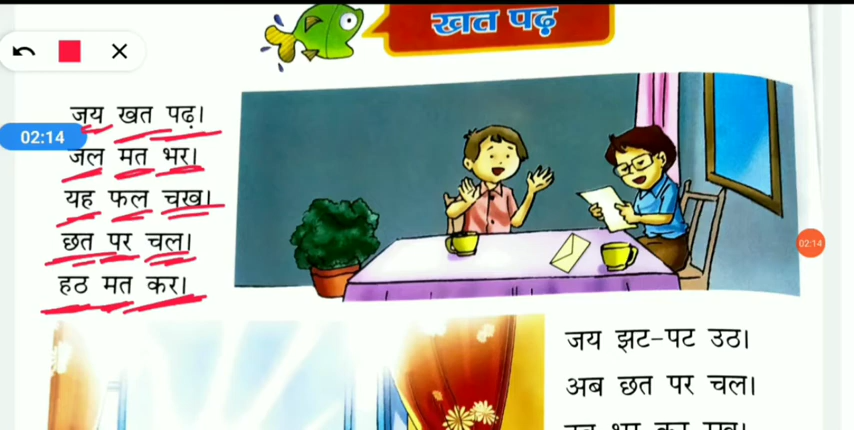 खत पढ़
जय खत पढ़।
02:14
जल मत भर।
यह फल चख।
छत पर चल।
हठ मत कर।
02:14
जय झट-पट उठ।
अब छत पर चल।